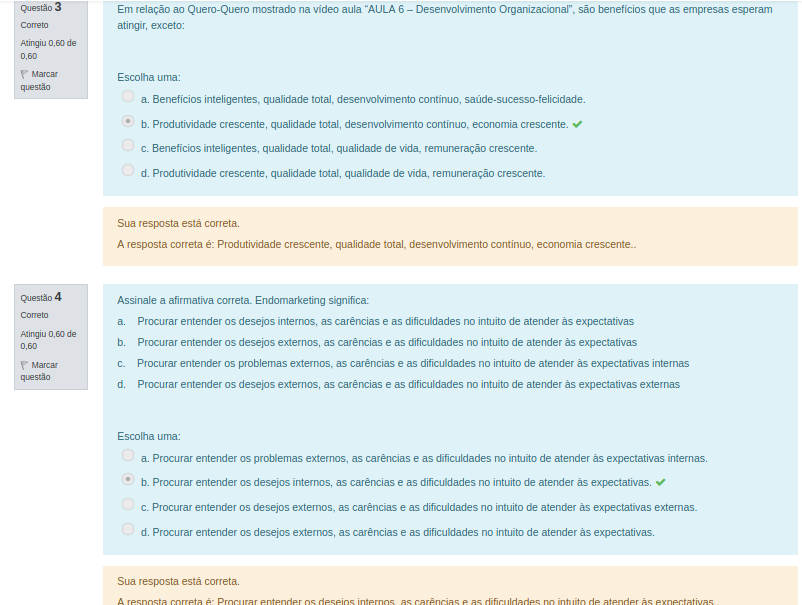 Questão 3
Correto
Atingiu 0,60 de
0,60
Marcar
questão
Em relação ao Quero-Quero mostrado na vídeo aula “AULA 6 – Desenvolvimento Organizacional”, são benefícios que as empresas esperam
atingir, exceto:
Escolha uma:
a. Benefícios inteligentes, qualidade total, desenvolvimento contínuo, saúde-sucesso-felicidade.
b. Produtividade crescente, qualidade total, desenvolvimento contínuo, economia crescente.
c. Benefícios inteligentes, qualidade total, qualidade de vida, remuneração crescente.
d. Produtividade crescente, qualidade total, qualidade de vida, remuneração crescente.
Sua resposta está correta.
A resposta correta é: Produtividade crescente, qualidade total, desenvolvimento contínuo, economia crescente..
Questão 4
Correto
Atingiu 0,60 de
0,60
Marcar
questão
Assinale a afirmativa correta. Endomarketing significa:
a. Procurar entender os desejos internos, as carências e as dificuldades no intuito de atender às expectativas
b. Procurar entender os desejos externos, as carências e as dificuldades no intuito de atender às expectativas
c. Procurar entender os problemas externos, as carências e as dificuldades no intuito de atender às expectativas internas
d. Procurar entender os desejos externos, as carências e as dificuldades no intuito de atender às expectativas externas
Escolha uma:
a. Procurar entender os problemas externos, as carências e as dificuldades no intuito de atender às expectativas internas.
b. Procurar entender os desejos internos, as carências e as dificuldades no intuito de atender às expectativas.
c. Procurar entender os desejos externos, as carências e as dificuldades no intuito de atender às expectativas externas.
d. Procurar entender os desejos externos, as carências e as dificuldades no intuito de atender às expectativas.
Sua resposta está correta.
A resposta correta é: Procurar entender os desejos internos, as carências e as dificuldades no intuito de atender às expectativas.